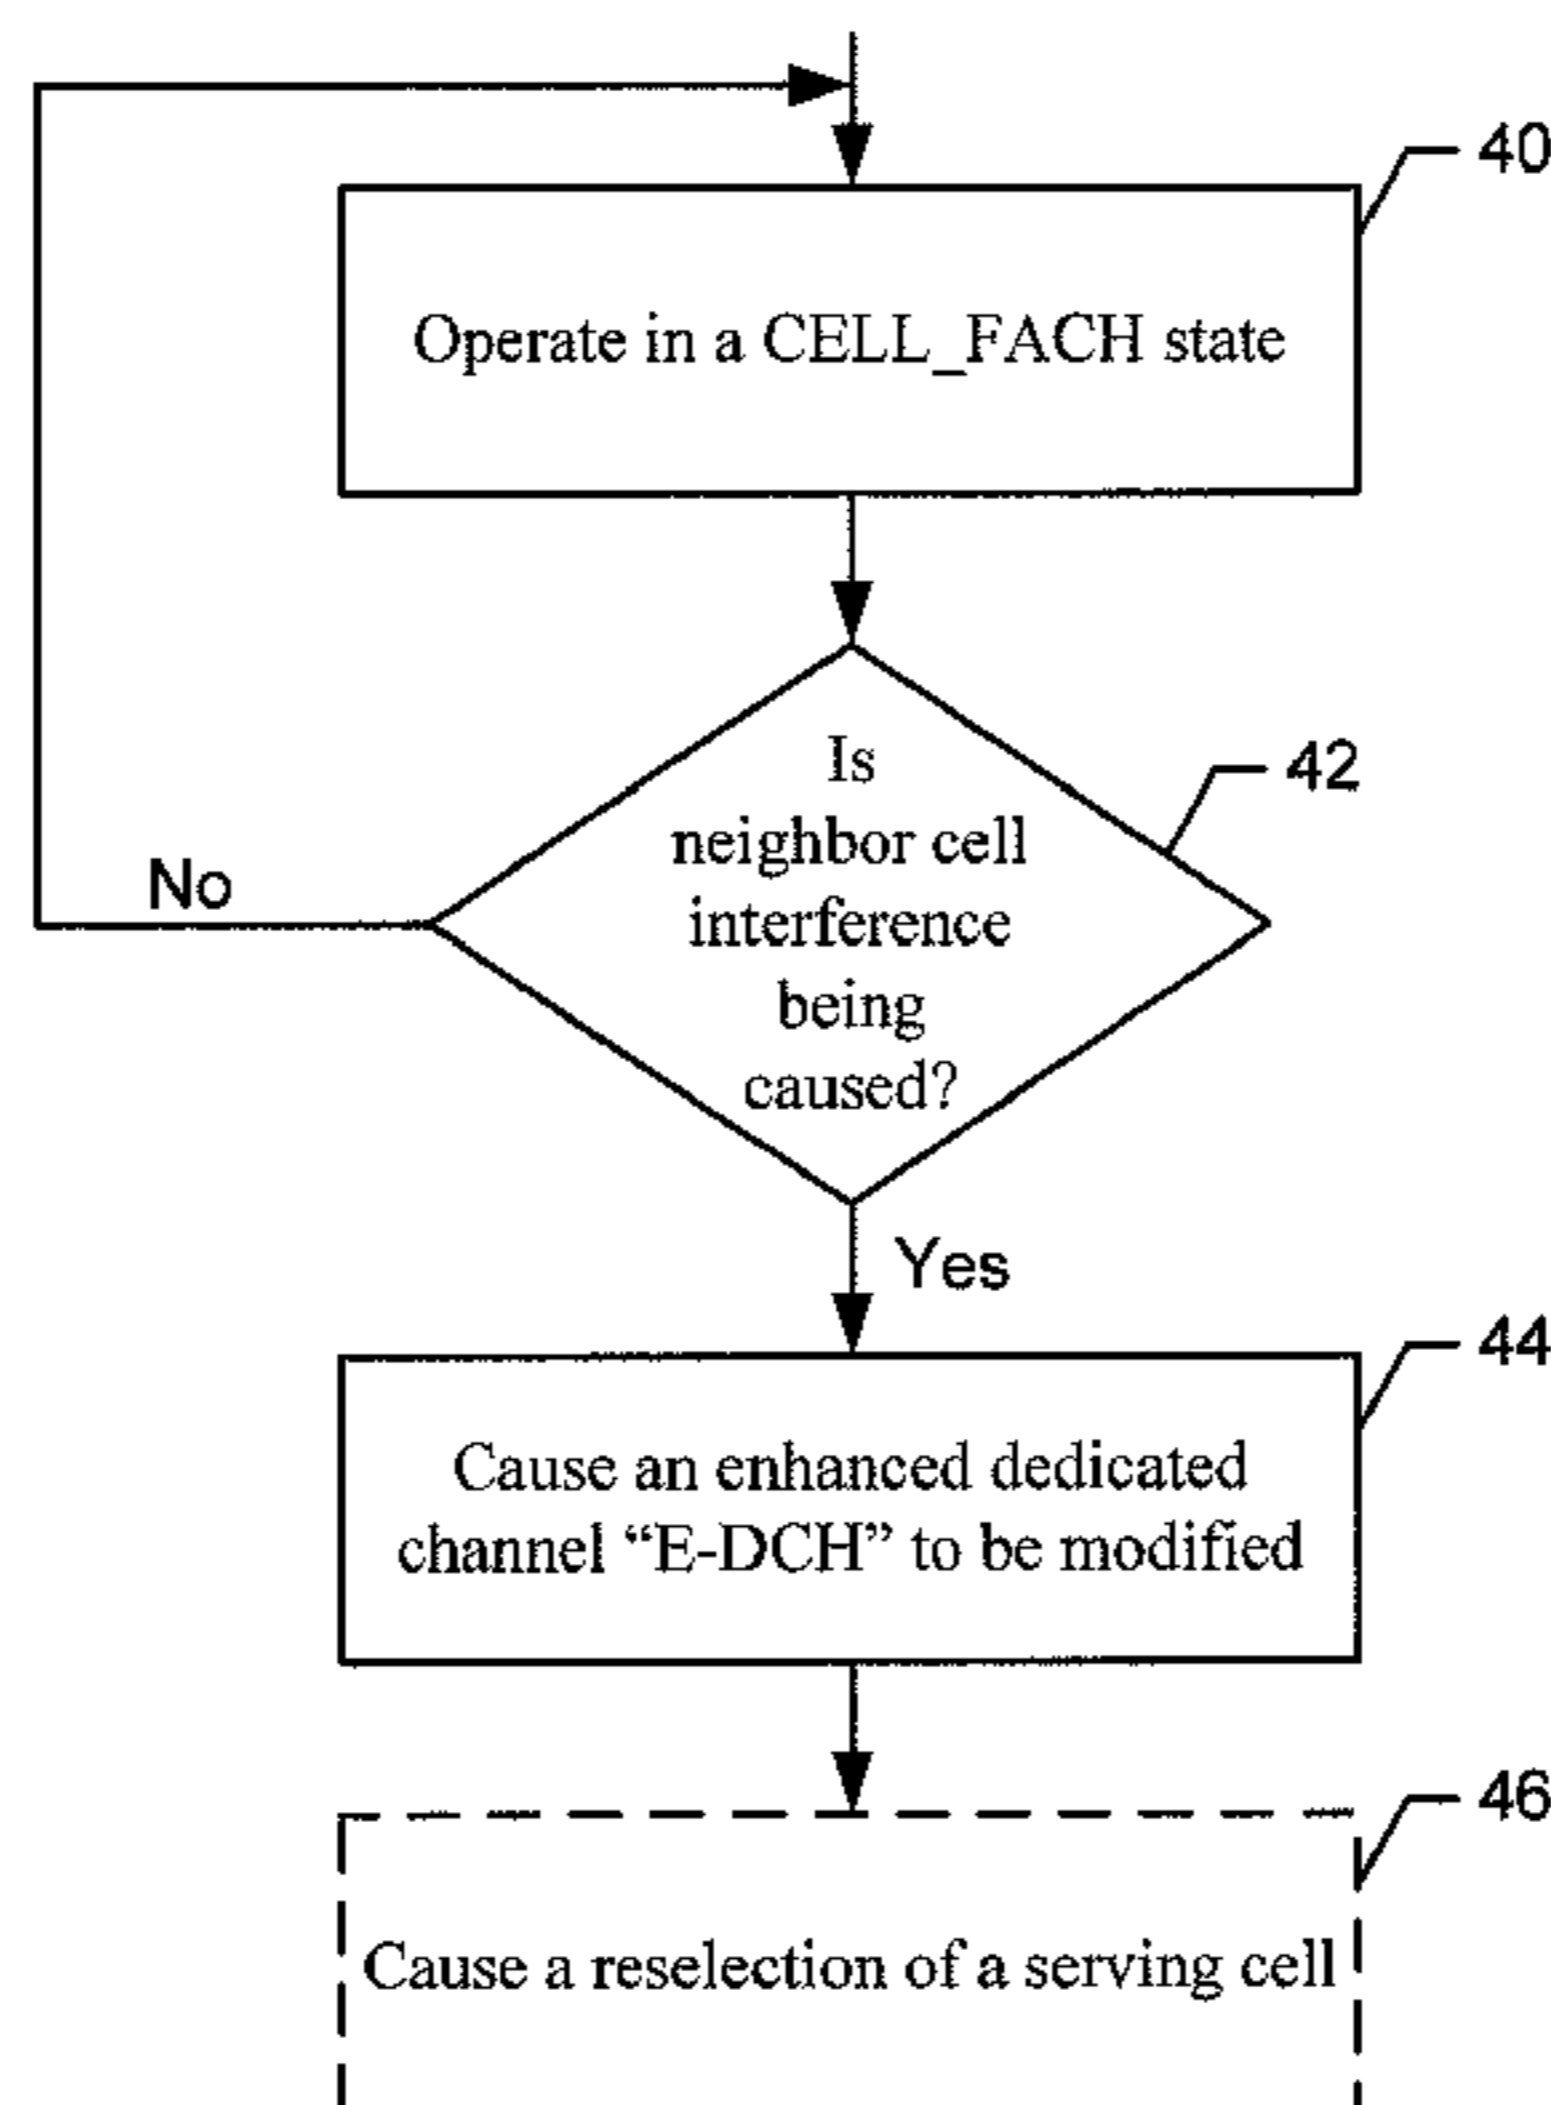 40
Operate in a CELL_FACH state
42
Is
neighbor cell
interference
being
caused?
No
Yes
44
Cause an enhanced dedicated
channel “E-DCH” to be modified
46
Cause a reselection of a serving cell